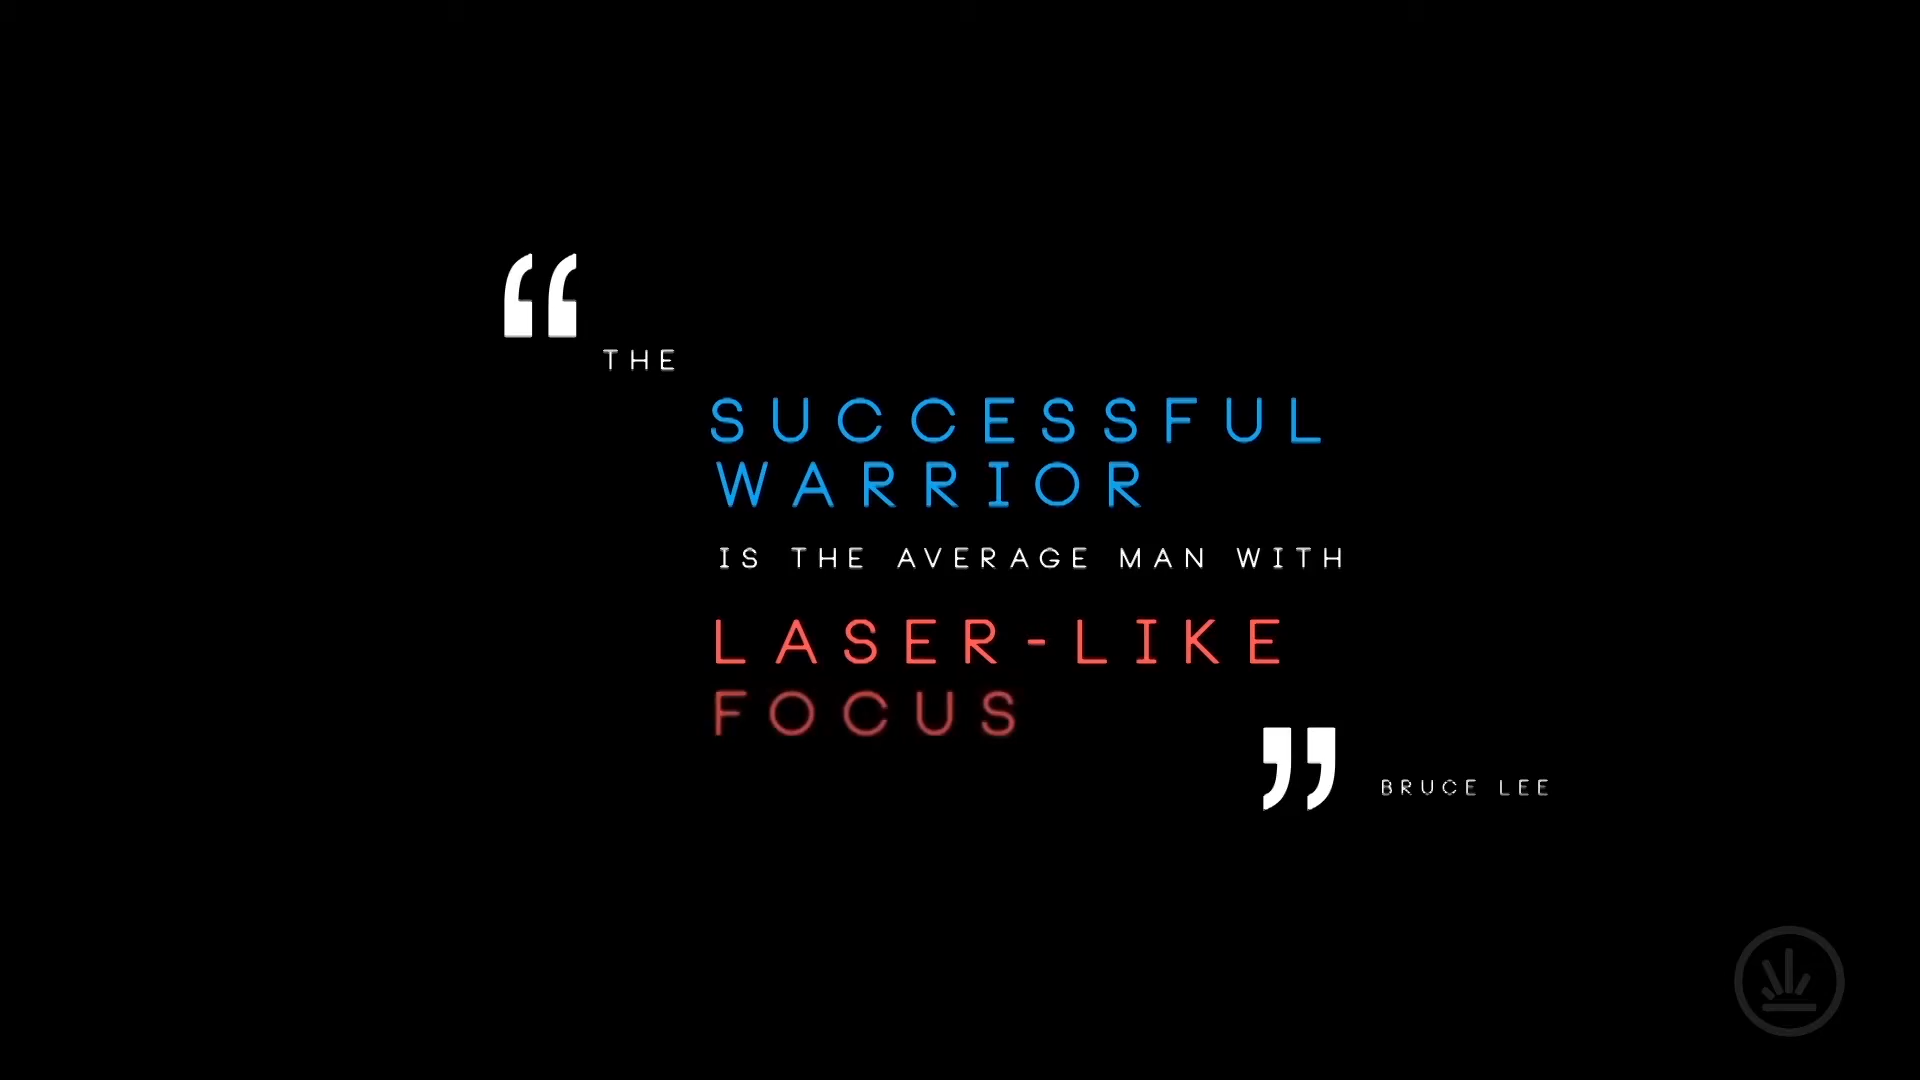 “
THE
SUCCESSFUL
WARRIOR
IS THE AVERAGE MAN WITH
LASER-LIKE
FOCUS
”
BRUCE LEE